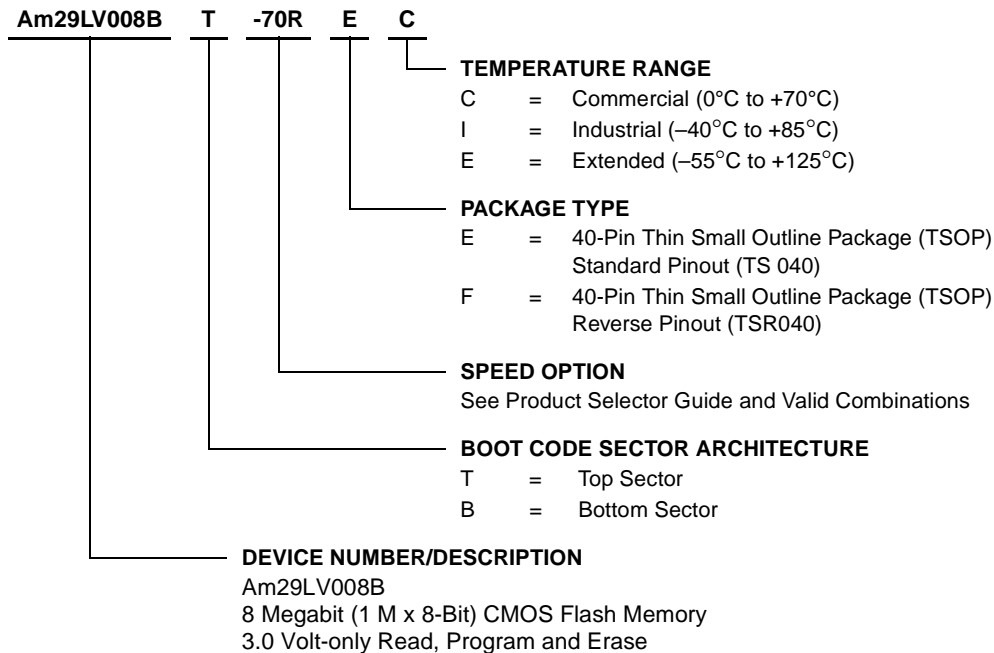 Am29LV008B T -70R E C
TEMPERATURE RANGE
C = Commercial (0°C to +70°C)
I = Industrial (–40°C to +85°C)
E = Extended (–55°C to +125°C)
PACKAGE TYPE
E = 40-Pin Thin Small Outline Package (TSOP)
Standard Pinout (TS 040)
F = 40-Pin Thin Small Outline Package (TSOP)
Reverse Pinout (TSR040)
SPEED OPTION
See Product Selector Guide and Valid Combinations
BOOT CODE SECTOR ARCHITECTURE
T = Top Sector
B = Bottom Sector
DEVICE NUMBER/DESCRIPTION
Am29LV008B
8 Megabit (1 M x 8-Bit) CMOS Flash Memory
3.0 Volt-only Read, Program and Erase